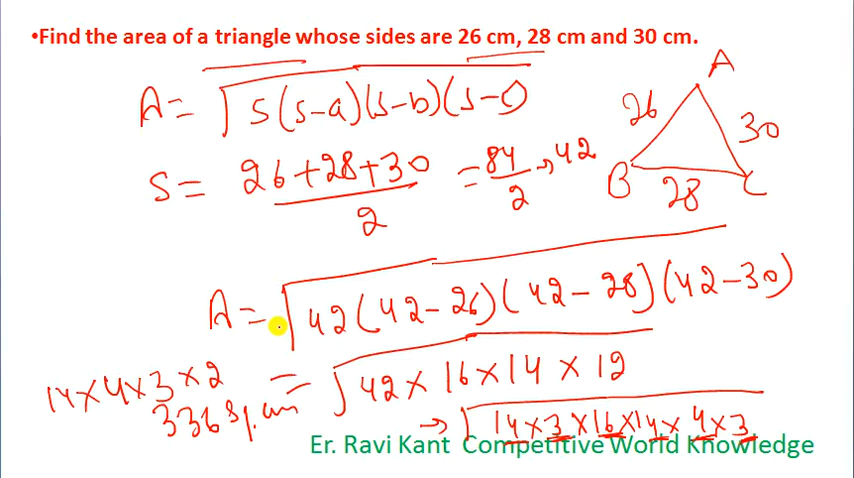 •Find the area of a triangle whose sides are 26 cm, 28 cm and 30 cm.
A = √S(S-a)(S-b)(S-c)
A
26
30
B
28
C
S = 26+28+30/2 = 84/2 → 42
A = √42(42-26)(42-28)(42-30)
= √42×16×14×12
14×4×3×2
336 Sq. cm
→ √14×3×16×14×4×3
Er. Ravi Kant Competitive World Knowledge